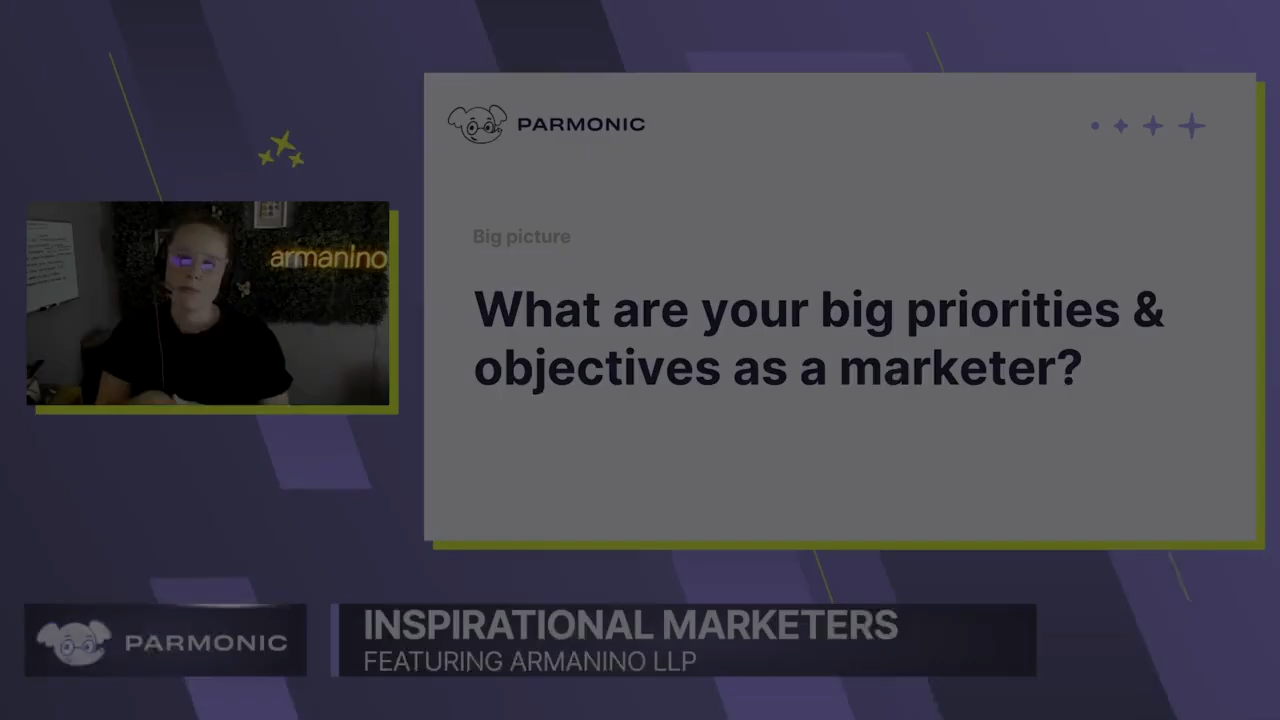 PARMONIC
Big picture
What are your big priorities &
objectives as a marketer?
armanino
PARMONIC
INSPIRATIONAL MARKETERS
FEATURING ARMANINO LLP